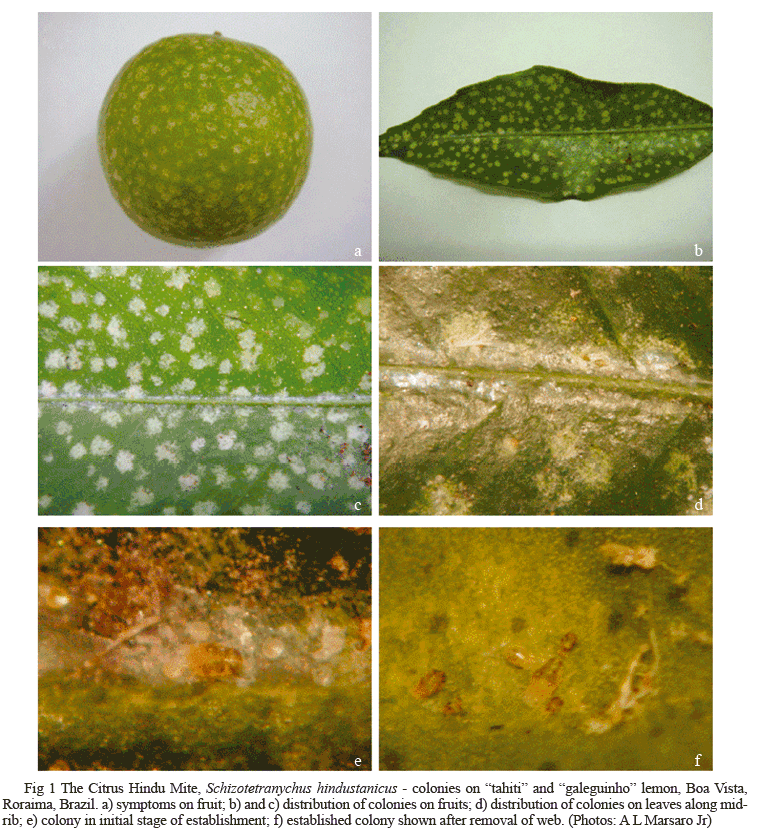 a
b
c
d
e
f
Fig 1 The Citrus Hindu Mite, Schizotetranychus hindustanicus - colonies on “tahiti” and “galeguinho” lemon, Boa Vista,
Roraima, Brazil. a) symptoms on fruit; b) and c) distribution of colonies on fruits; d) distribution of colonies on leaves along mid-
rib; e) colony in initial stage of establishment; f) established colony shown after removal of web. (Photos: A L Marsaro Jr)